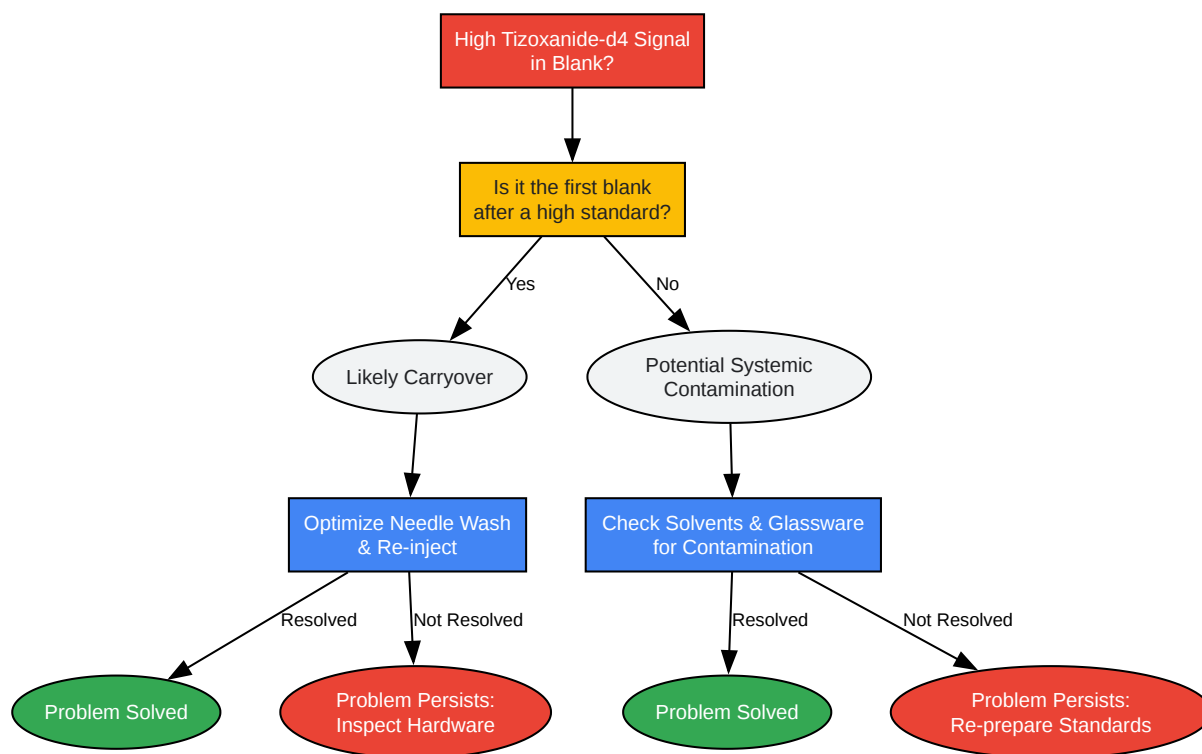 High Tizoxanide-d4 Signal
in Blank?
Is it the first blank
after a high standard?
Yes
No
Likely Carryover
Potential Systemic
Contamination
Optimize Needle Wash
& Re-inject
Check Solvents & Glassware
for Contamination
Resolved
Not Resolved
Resolved
Not Resolved
Problem Solved
Problem Persists:
Inspect Hardware
Problem Solved
Problem Persists:
Re-prepare Standards